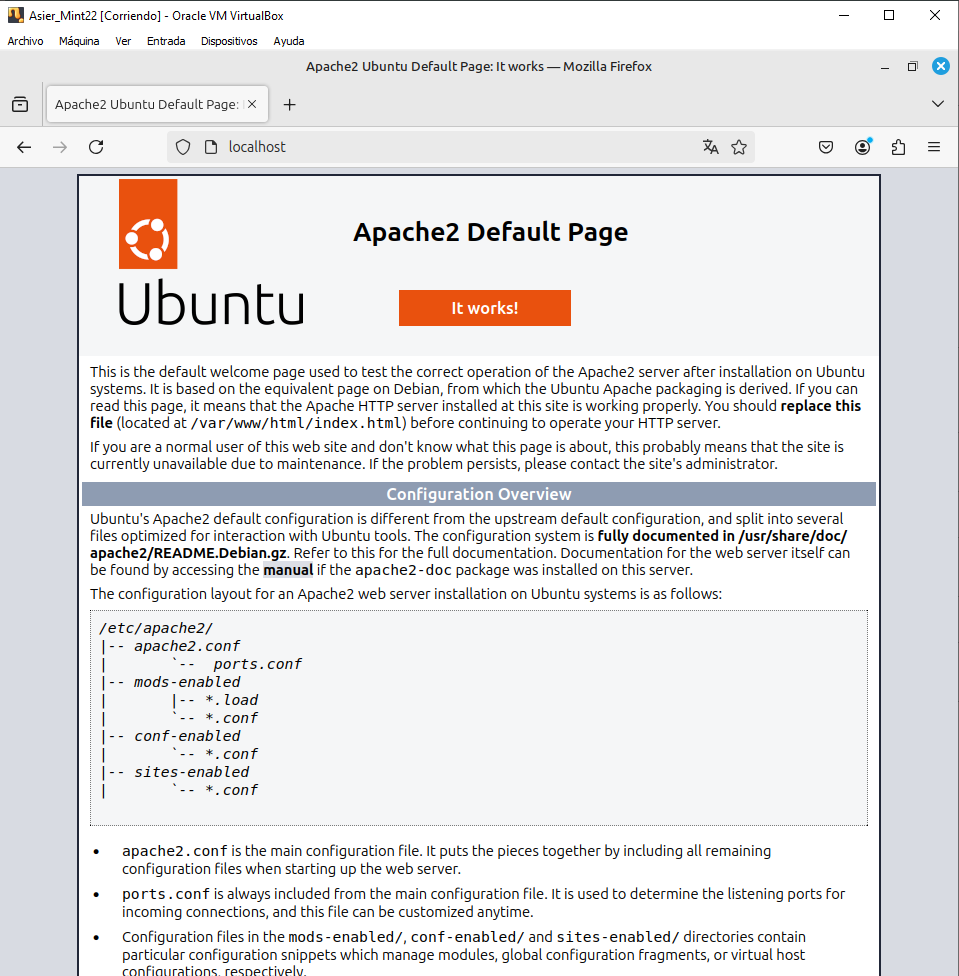 Asier_Mint22 [Corriendo] - Oracle VM VirtualBox
Archivo Máquina Ver Entrada Dispositivos Ayuda
Apache2 Ubuntu Default Page: It works — Mozilla Firefox
Apache2 Ubuntu Default Page:
localhost
Apache2 Default Page
Ubuntu
It works!
This is the default welcome page used to test the correct operation of the Apache2 server after installation on Ubuntu
systems. It is based on the equivalent page on Debian, from which the Ubuntu Apache packaging is derived. If you can
read this page, it means that the Apache HTTP server installed at this site is working properly. You should replace this
file (located at /var/www/html/index.html) before continuing to operate your HTTP server.
If you are a normal user of this web site and don't know what this page is about, this probably means that the site is
currently unavailable due to maintenance. If the problem persists, please contact the site's administrator.
Configuration Overview
Ubuntu's Apache2 default configuration is different from the upstream default configuration, and split into several
files optimized for interaction with Ubuntu tools. The configuration system is fully documented in /usr/share/doc/
apache2/README.Debian.gz. Refer to this for the full documentation. Documentation for the web server itself can
be found by accessing the manual if the apache2-doc package was installed on this server.
The configuration layout for an Apache2 web server installation on Ubuntu systems is as follows:
/etc/apache2/
|-- apache2.conf
|       `--  ports.conf
|-- mods-enabled
|       |-- *.load
|       `-- *.conf
|-- conf-enabled
|       `-- *.conf
|-- sites-enabled
|       `-- *.conf
• apache2.conf is the main configuration file. It puts the pieces together by including all remaining
configuration files when starting up the web server.
• ports.conf is always included from the main configuration file. It is used to determine the listening ports for
incoming connections, and this file can be customized anytime.
• Configuration files in the mods-enabled/, conf-enabled/ and sites-enabled/ directories contain
particular configuration snippets which manage modules, global configuration fragments, or virtual host
configurations, respectively.